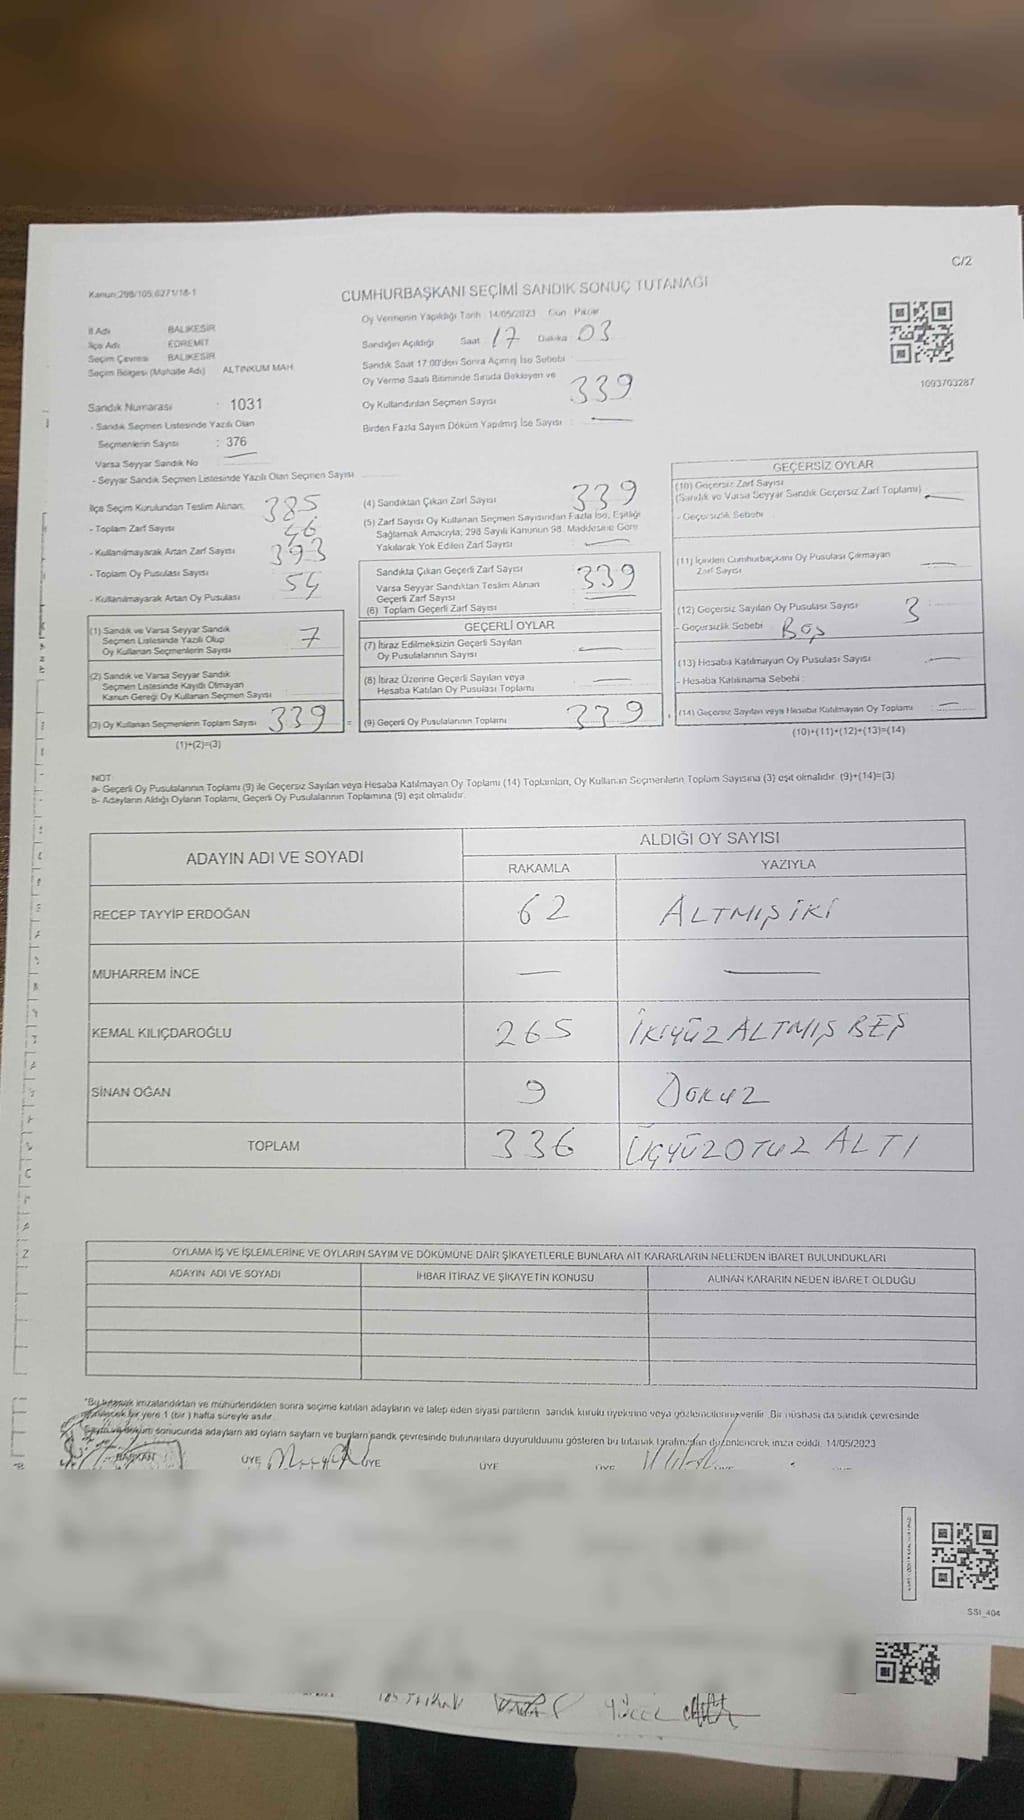 C/2
Kanun:298/105,6271/18-1
CUMHURBAŞKANI SEÇİMİ SANDIK SONUÇ TUTANAĞI
Oy Vermenin Yapıldığı Tarih : 14/05/2023 Gün : Pazar
İl Adı BALIKESİR
İlçe Adı EDREMİT
Seçim Çevresi BALIKESİR
Seçim Bölgesi (Mahalle Adı) ALTINKUM MAH.
Sandık Numarası : 1031
- Sandık Seçmen Listesinde Yazılı Olan
Seçmenlerin Sayısı : 376
Varsa Seyyar Sandık No
- Seyyar Sandık Seçmen Listesinde Yazılı Olan Seçmen Sayısı
Sandığın Açıldığı Saat 17 Dakika 03
Sandık Saat 17:00'den Sonra Açılmış İse Sebebi
Oy Verme Saati Bitiminde Sırada Bekleyen ve
Oy Kullandırılan Seçmen Sayısı 339
Birden Fazla Sayım Döküm Yapılmış İse Sayısı : —
1093703287
İlçe Seçim Kurulundan Teslim Alınan;
- Toplam Zarf Sayısı 385
- Kullanılmayarak Artan Zarf Sayısı 46
- Toplam Oy Pusulası Sayısı 393
- Kullanılmayarak Artan Oy Pusulası 54
(1) Sandık ve Varsa Seyyar Sandık
Seçmen Listesinde Yazılı Olup
Oy Kullanan Seçmenlerin Sayısı 7
(2) Sandık ve Varsa Seyyar Sandık
Seçmen Listesinde Kayıtlı Olmayan
Kanun Gereği Oy Kullanan Seçmen Sayısı
(3) Oy Kullanan Seçmenlerin Toplam Sayısı 339 =
(1)+(2)=(3)
(4) Sandıktan Çıkan Zarf Sayısı 339
(5) Zarf Sayısı Oy Kullanan Seçmen Sayısından Fazla İse, Eşitliği
Sağlamak Amacıyla, 298 Sayılı Kanunun 98. Maddesine Göre
Yakılarak Yok Edilen Zarf Sayısı —
Sandıkta Çıkan Geçerli Zarf Sayısı 339
Varsa Seyyar Sandıktan Teslim Alınan
Geçerli Zarf Sayısı —
(6) Toplam Geçerli Zarf Sayısı
GEÇERLİ OYLAR
(7) İtiraz Edilmeksizin Geçerli Sayılan
Oy Pusulalarının Sayısı —
(8) İtiraz Üzerine Geçerli Sayılan veya
Hesaba Katılan Oy Pusulası Toplamı —
(9) Geçerli Oy Pusulalarının Toplamı 339
GEÇERSİZ OYLAR
(10) Geçersiz Zarf Sayısı
(Sandık ve Varsa Seyyar Sandık Geçersiz Zarf Toplamı) —
- Geçersizlik Sebebi
(11) İçinden Cumhurbaşkanı Oy Pusulası Çıkmayan
Zarf Sayısı —
(12) Geçersiz Sayılan Oy Pusulası Sayısı 3
- Geçersizlik Sebebi : Boş
(13) Hesaba Katılmayan Oy Pusulası Sayısı —
- Hesaba Katılmama Sebebi :
(14) Geçersiz Sayılan veya Hesaba Katılmayan Oy Toplamı —
(10)+(11)+(12)+(13)=(14)
NOT:
a- Geçerli Oy Pusulalarının Toplamı (9) ile Geçersiz Sayılan veya Hesaba Katılmayan Oy Toplamı (14) Toplamları, Oy Kullanan Seçmenlerin Toplam Sayısına (3) eşit olmalıdır. (9)+(14)=(3)
b- Adayların Aldığı Oyların Toplamı, Geçerli Oy Pusulalarının Toplamına (9) eşit olmalıdır.
ADAYIN ADI VE SOYADI ALDIĞI OY SAYISI
RAKAMLA YAZIYLA
RECEP TAYYİP ERDOĞAN 62 ALTMIŞ İKİ
MUHARREM İNCE — —
KEMAL KILIÇDAROĞLU 265 İKİYÜZ ALTMIŞ BEŞ
SİNAN OĞAN 9 DOKUZ
TOPLAM 336 ÜÇYÜZ OTUZ ALTI
OYLAMA İŞ VE İŞLEMLERİNE VE OYLARIN SAYIM VE DÖKÜMÜNE DAİR ŞİKAYETLERLE BUNLARA AİT KARARLARIN NELERDEN İBARET BULUNDUKLARI
ADAYIN ADI VE SOYADI İHBAR İTİRAZ VE ŞİKAYETİN KONUSU ALINAN KARARIN NEDEN İBARET OLDUĞU
*Bu tutanak imzalandıktan ve mühürlendikten sonra seçime katılan adayların ve talep eden siyasi partilerin sandık kurulu üyelerine veya gözlemcilerine verilir. Bir nüshası da sandık çevresinde
bir yere 1 (bir) hafta süreyle asılır.
Sayım ve döküm sonucunda adayların ald oyların sayıları ve bunların sandk çevresinde bulunanlara duyurulduunu gösteren bu tutanak tarafımızdan düzenlenerek imza edildi. 14/05/2023
BAŞKAN ÜYE ÜYE ÜYE ÜYE
SSI_404
YÜCEL